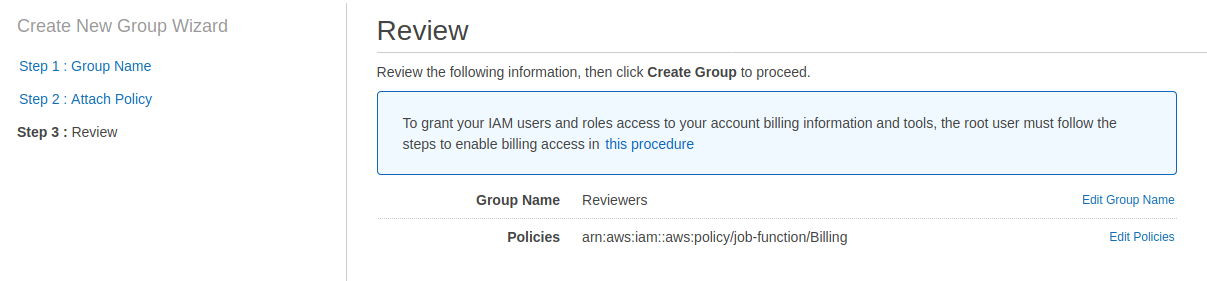 Create New Group Wizard
Step 1 : Group Name
Step 2 : Attach Policy
Step 3 : Review
Review
Review the following information, then click Create Group to proceed.
To grant your IAM users and roles access to your account billing information and tools, the root user must follow the
steps to enable billing access in this procedure
Group Name Reviewers Edit Group Name
Policies arn:aws:iam::aws:policy/job-function/Billing Edit Policies